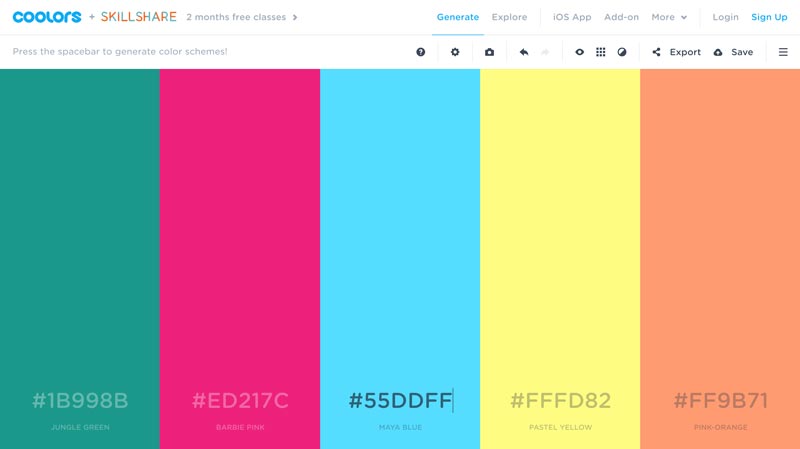 coolors + SKILLSHARE 2 months free classes Generate Explore iOS App Add-on More Login Sign Up
Press the spacebar to generate color schemes! Export Save
#1B998B #ED217C #55DDFF #FFFD82 #FF9B71
JUNGLE GREEN BARBIE PINK MAYA BLUE PASTEL YELLOW PINK-ORANGE